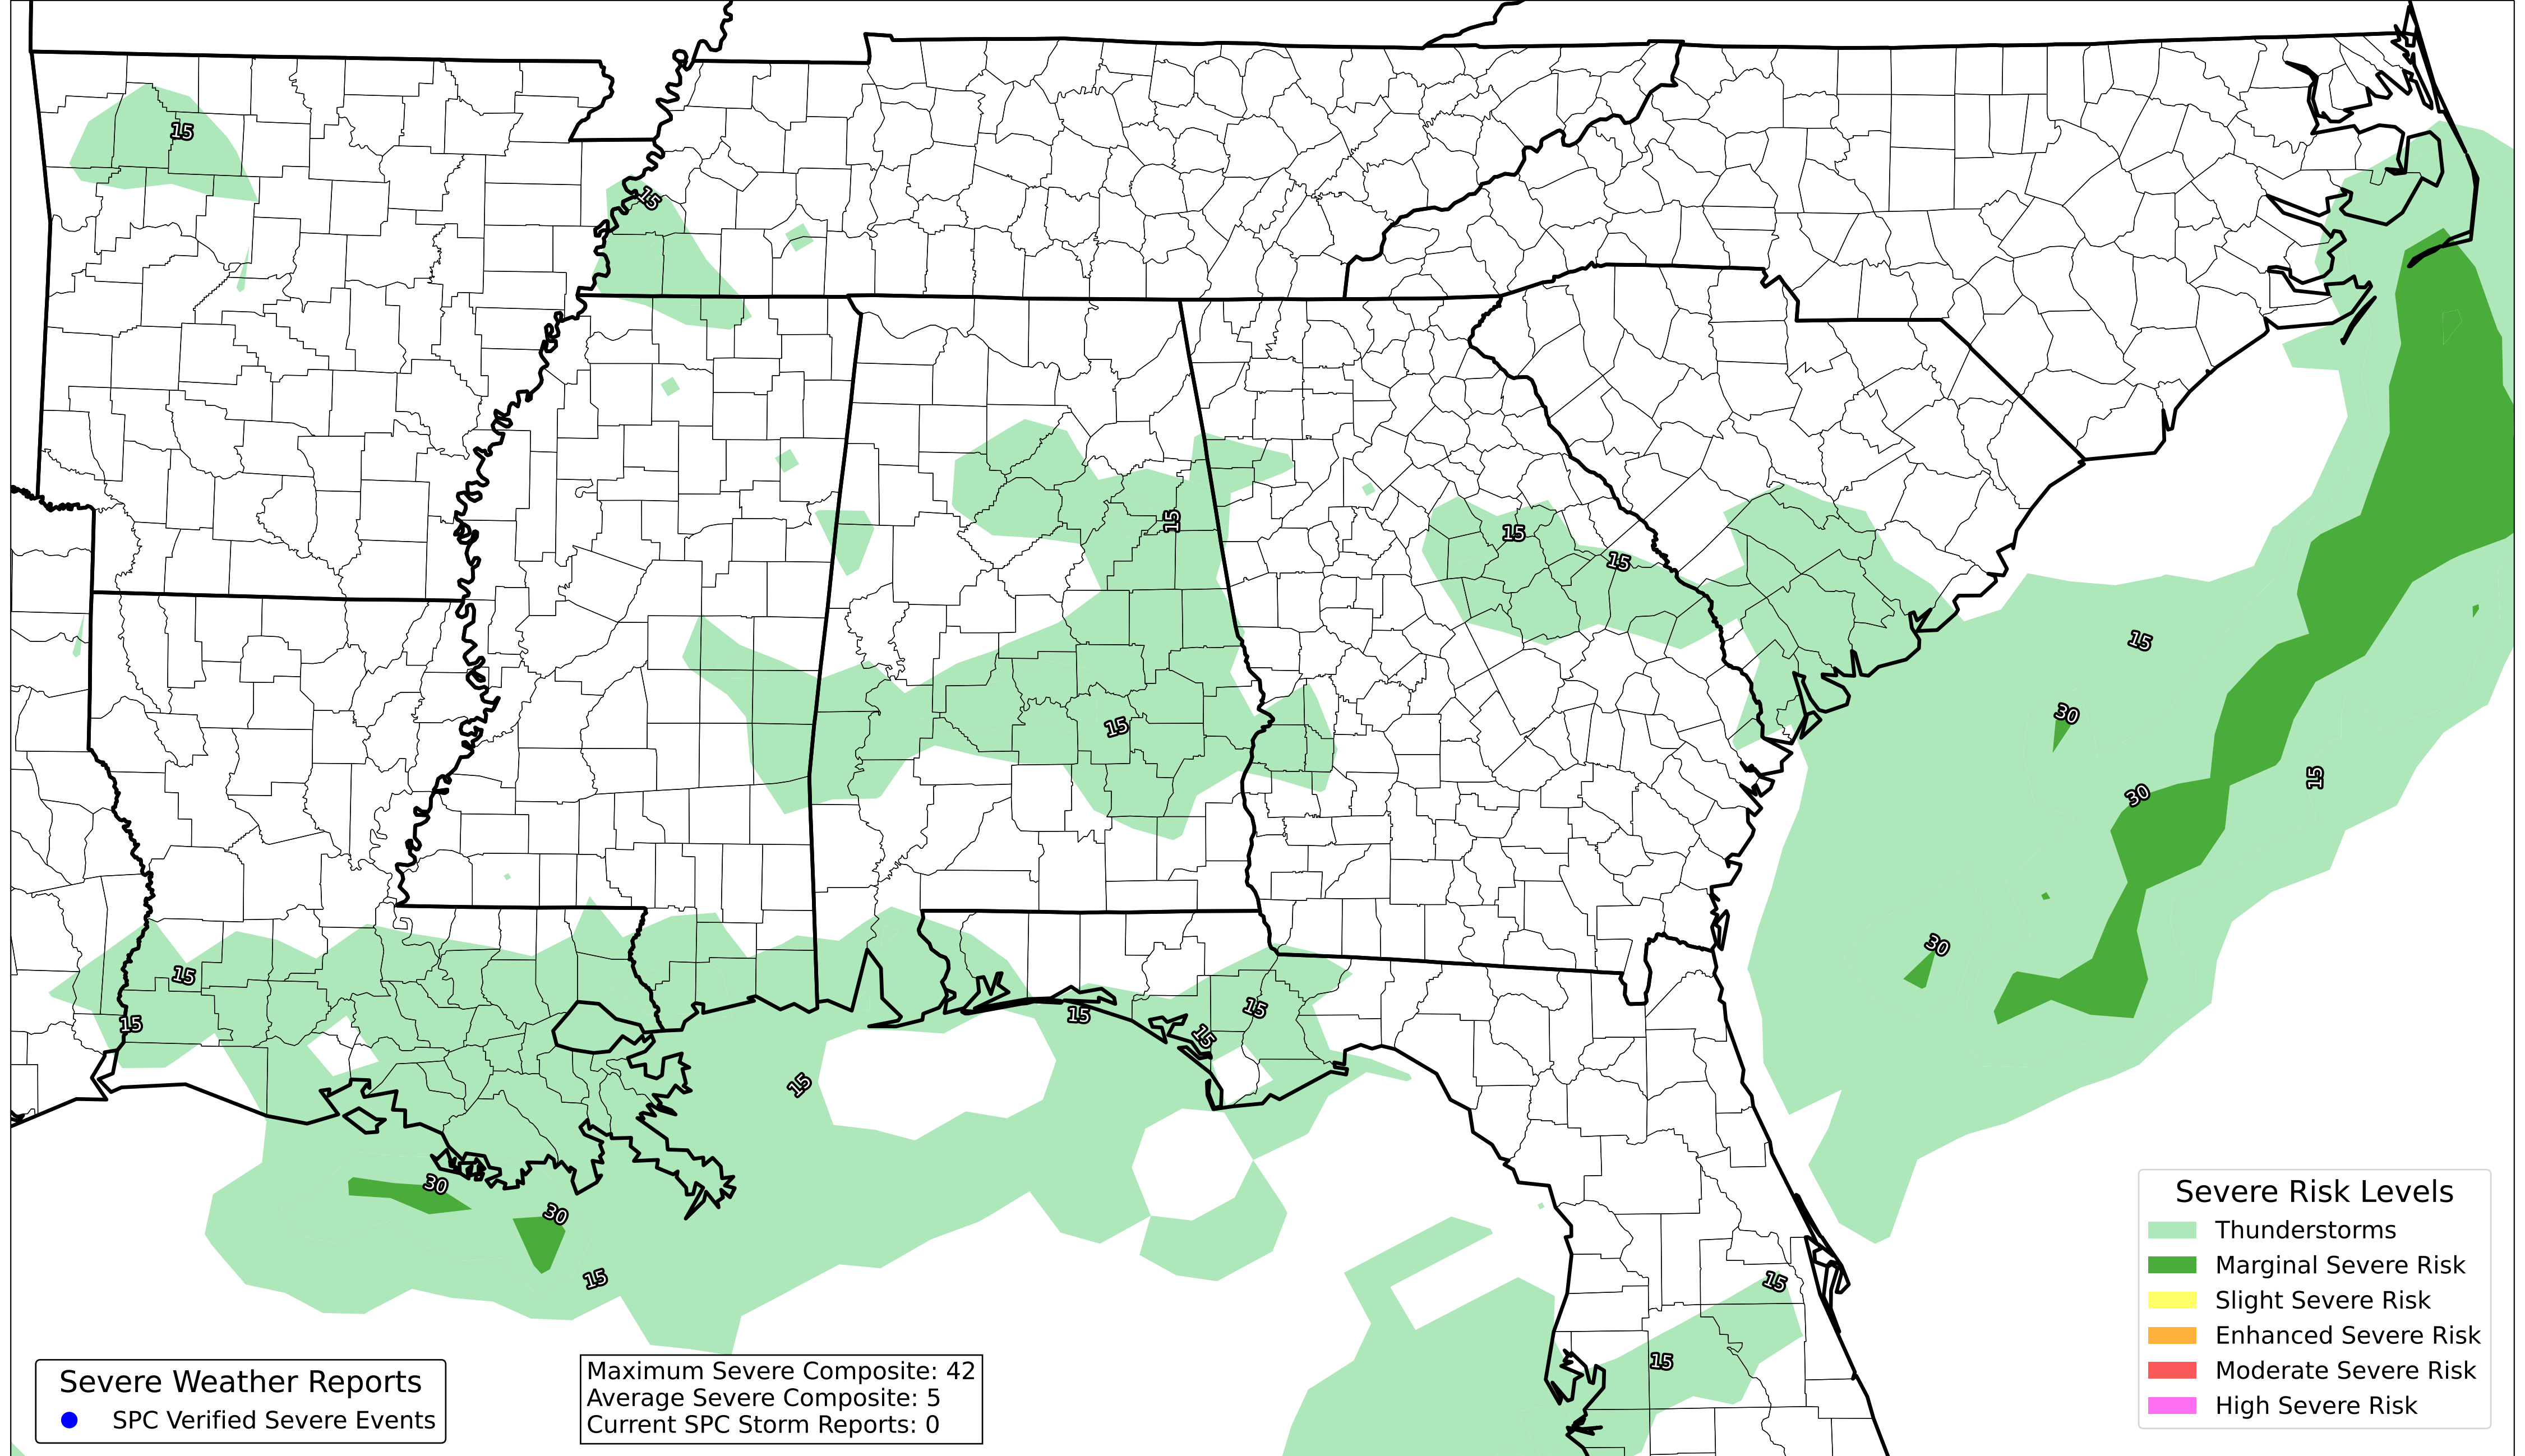 15
15
15
15
15
15
30
15
15
30
30
15
15
15
15
15
15
30
30
15
15
15
Severe Risk Levels
Thunderstorms
Marginal Severe Risk
Slight Severe Risk
Enhanced Severe Risk
Moderate Severe Risk
High Severe Risk
Severe Weather Reports
SPC Verified Severe Events
Maximum Severe Composite: 42
Average Severe Composite: 5
Current SPC Storm Reports: 0